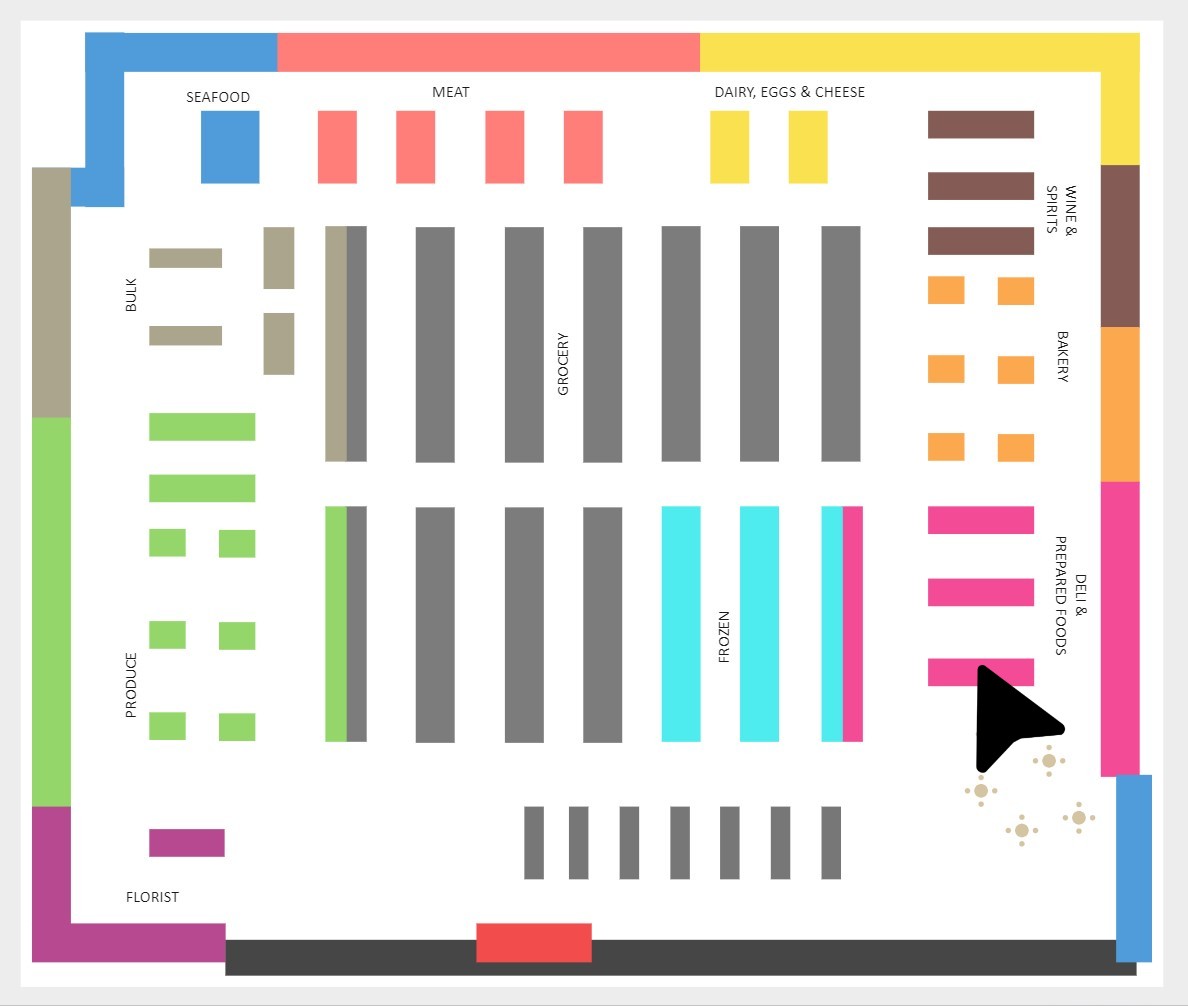 SEAFOOD
MEAT
DAIRY, EGGS & CHEESE
WINE &
SPIRITS
BULK
GROCERY
BAKERY
DELI &
PREPARED FOODS
FROZEN
PRODUCE
FLORIST